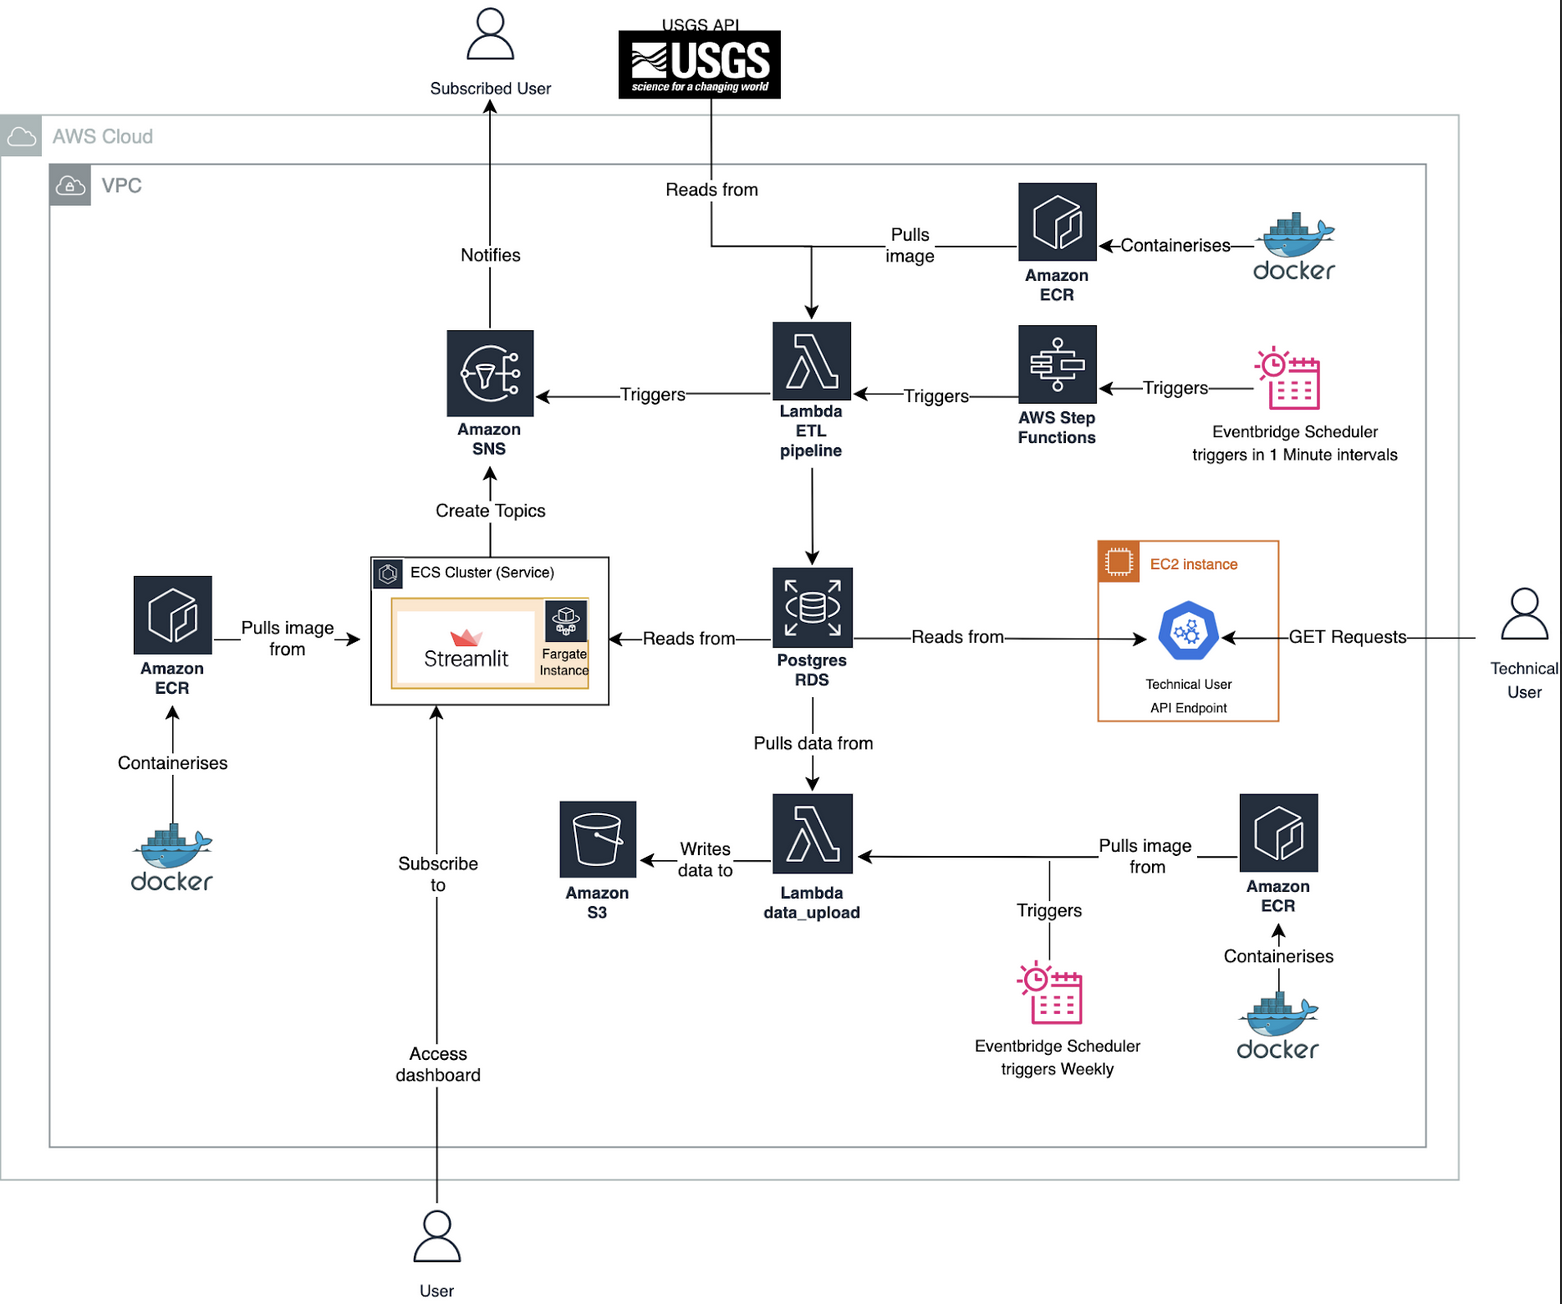 USGS API
USGS
science for a changing world
Subscribed User
AWS Cloud
VPC
Reads from
Pulls
image
Containerises
docker
Amazon
ECR
Notifies
Amazon
SNS
Triggers
Lambda
ETL
pipeline
Triggers
AWS Step
Functions
Triggers
Eventbridge Scheduler
triggers in 1 Minute intervals
Create Topics
ECS Cluster (Service)
Streamlit
Fargate
Instance
Amazon
ECR
Pulls image
from
Reads from
Postgres
RDS
Reads from
EC2 instance
Technical User
API Endpoint
GET Requests
Technical
User
Containerises
docker
Pulls data from
Subscribe
to
Amazon
S3
Writes
data to
Lambda
data_upload
Pulls image
from
Amazon
ECR
Triggers
Containerises
docker
Eventbridge Scheduler
triggers Weekly
Access
dashboard
User